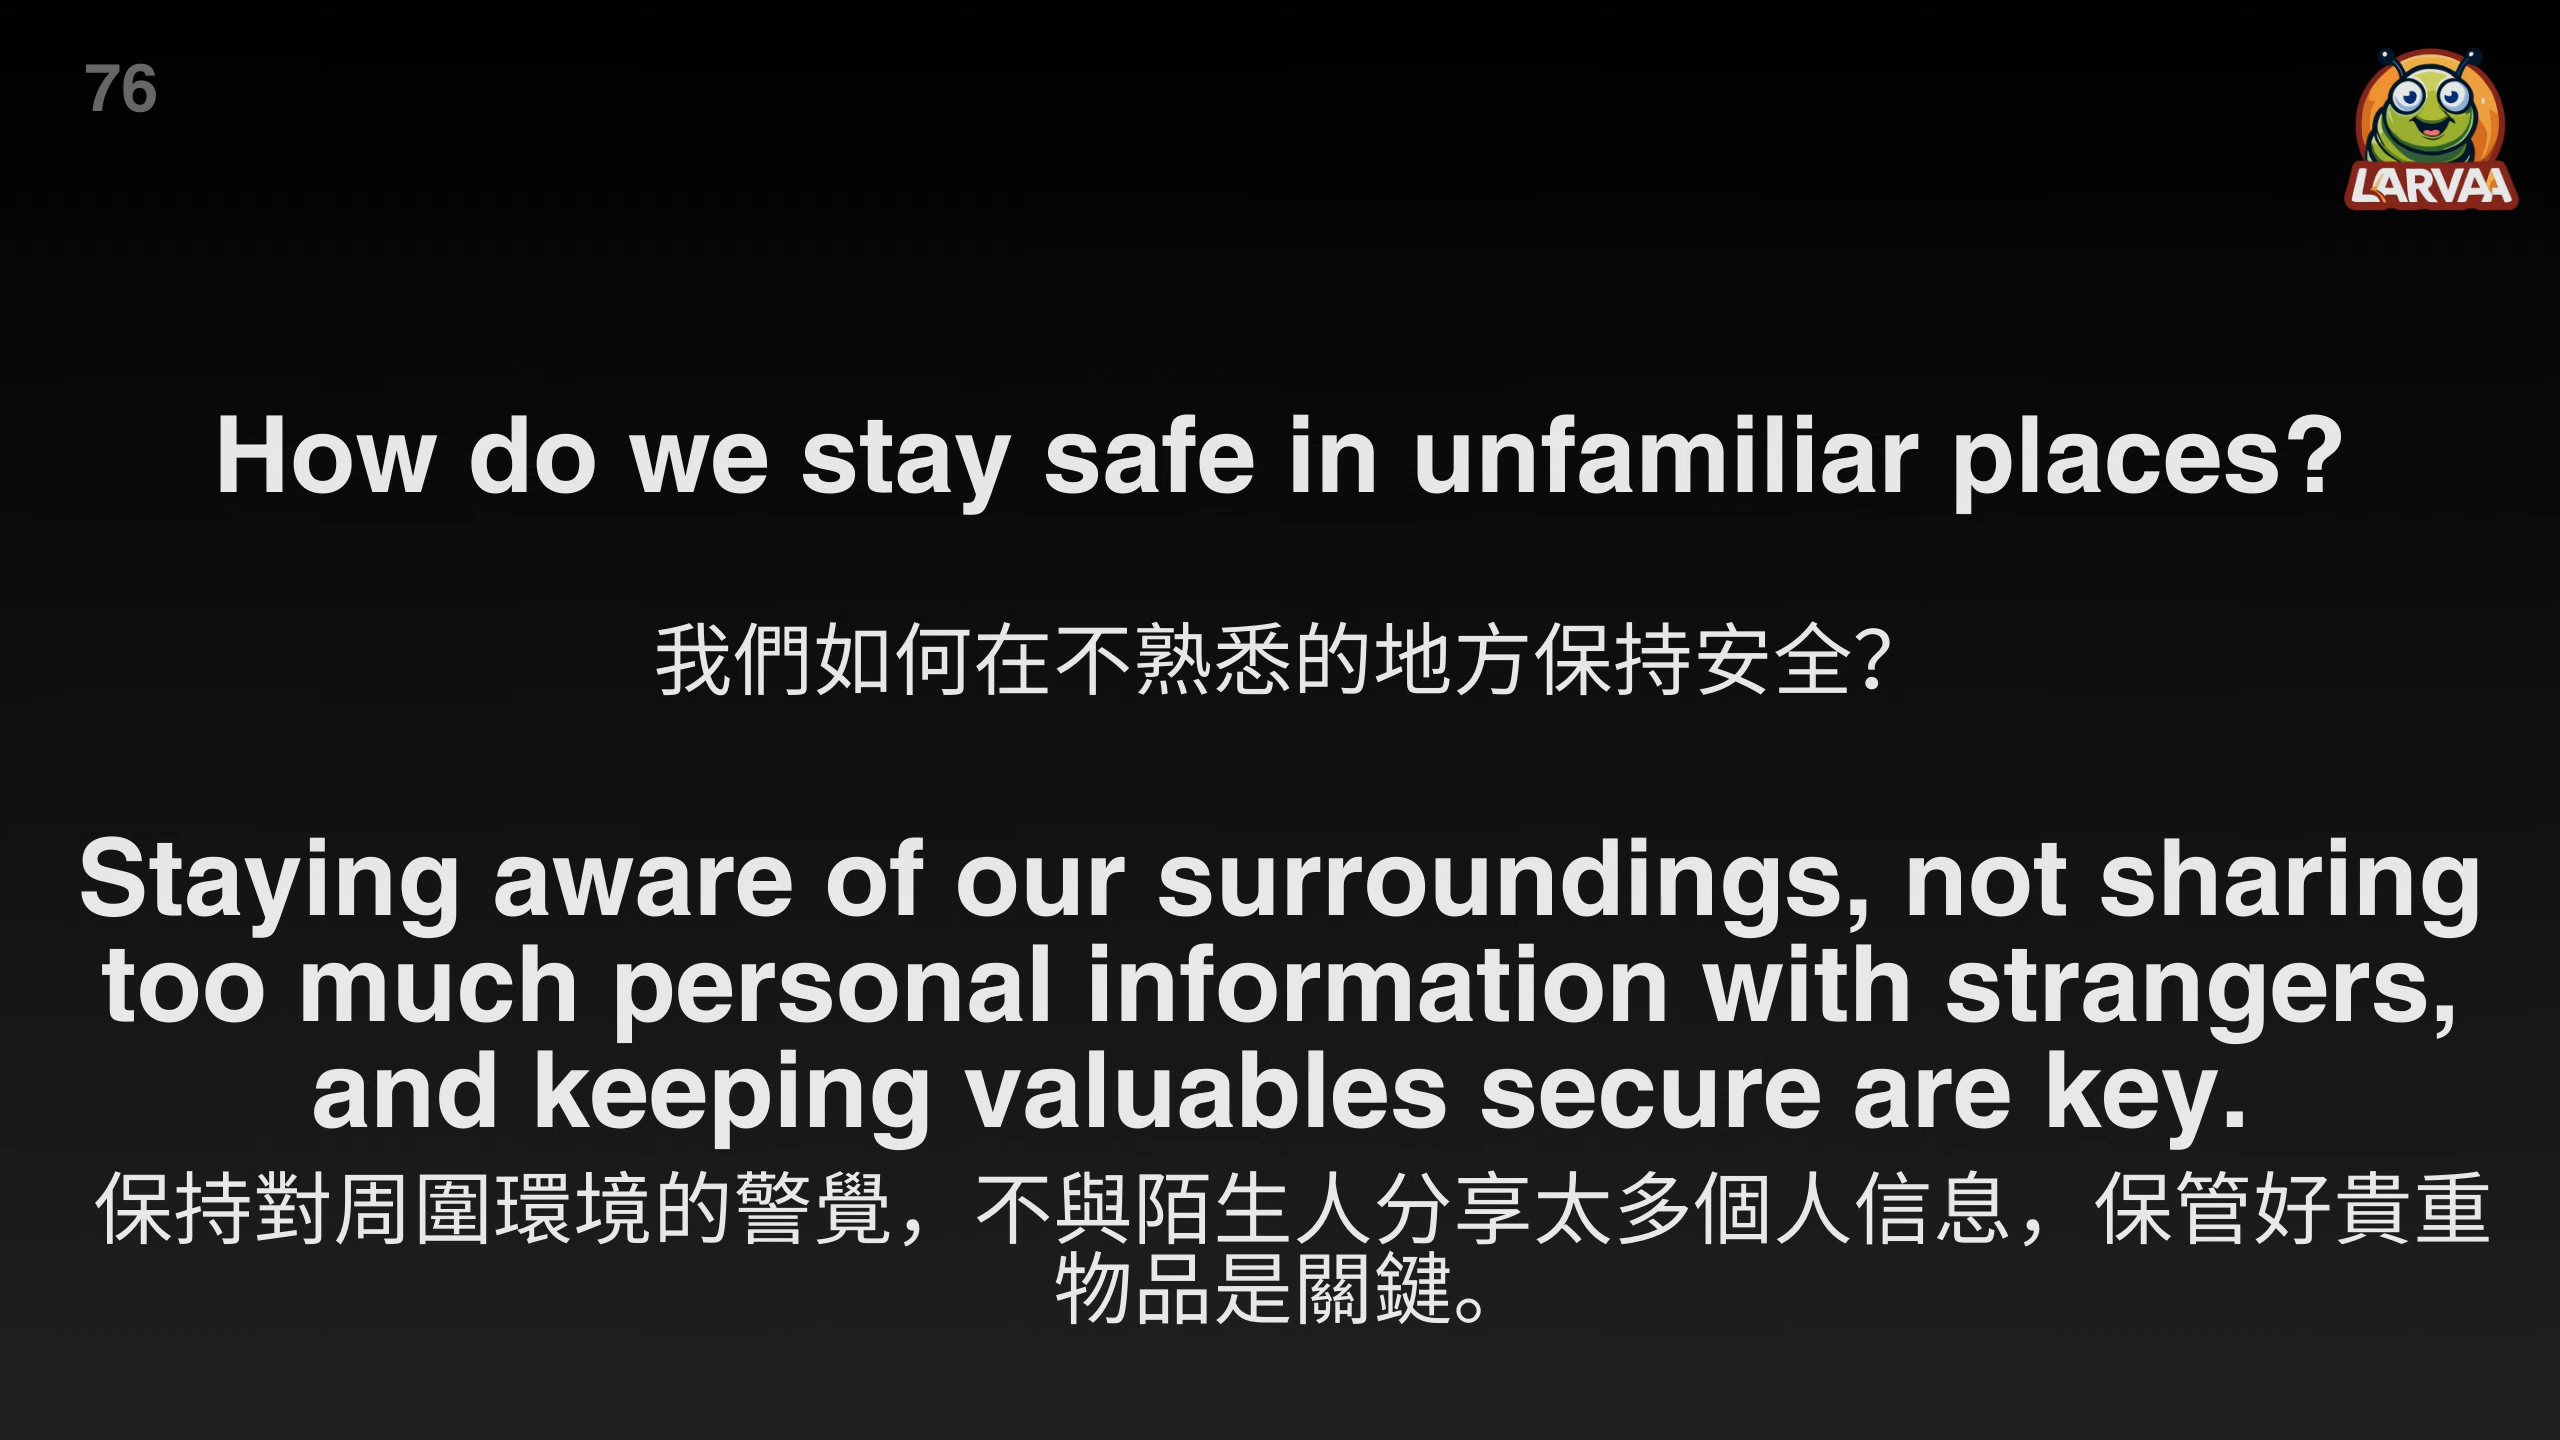 76
LARVAA
How do we stay safe in unfamiliar places?
我們如何在不熟悉的地方保持安全?
Staying aware of our surroundings, not sharing
too much personal information with strangers,
and keeping valuables secure are key.
保持對周圍環境的警覺，不與陌生人分享太多個人信息，保管好貴重
物品是關鍵。